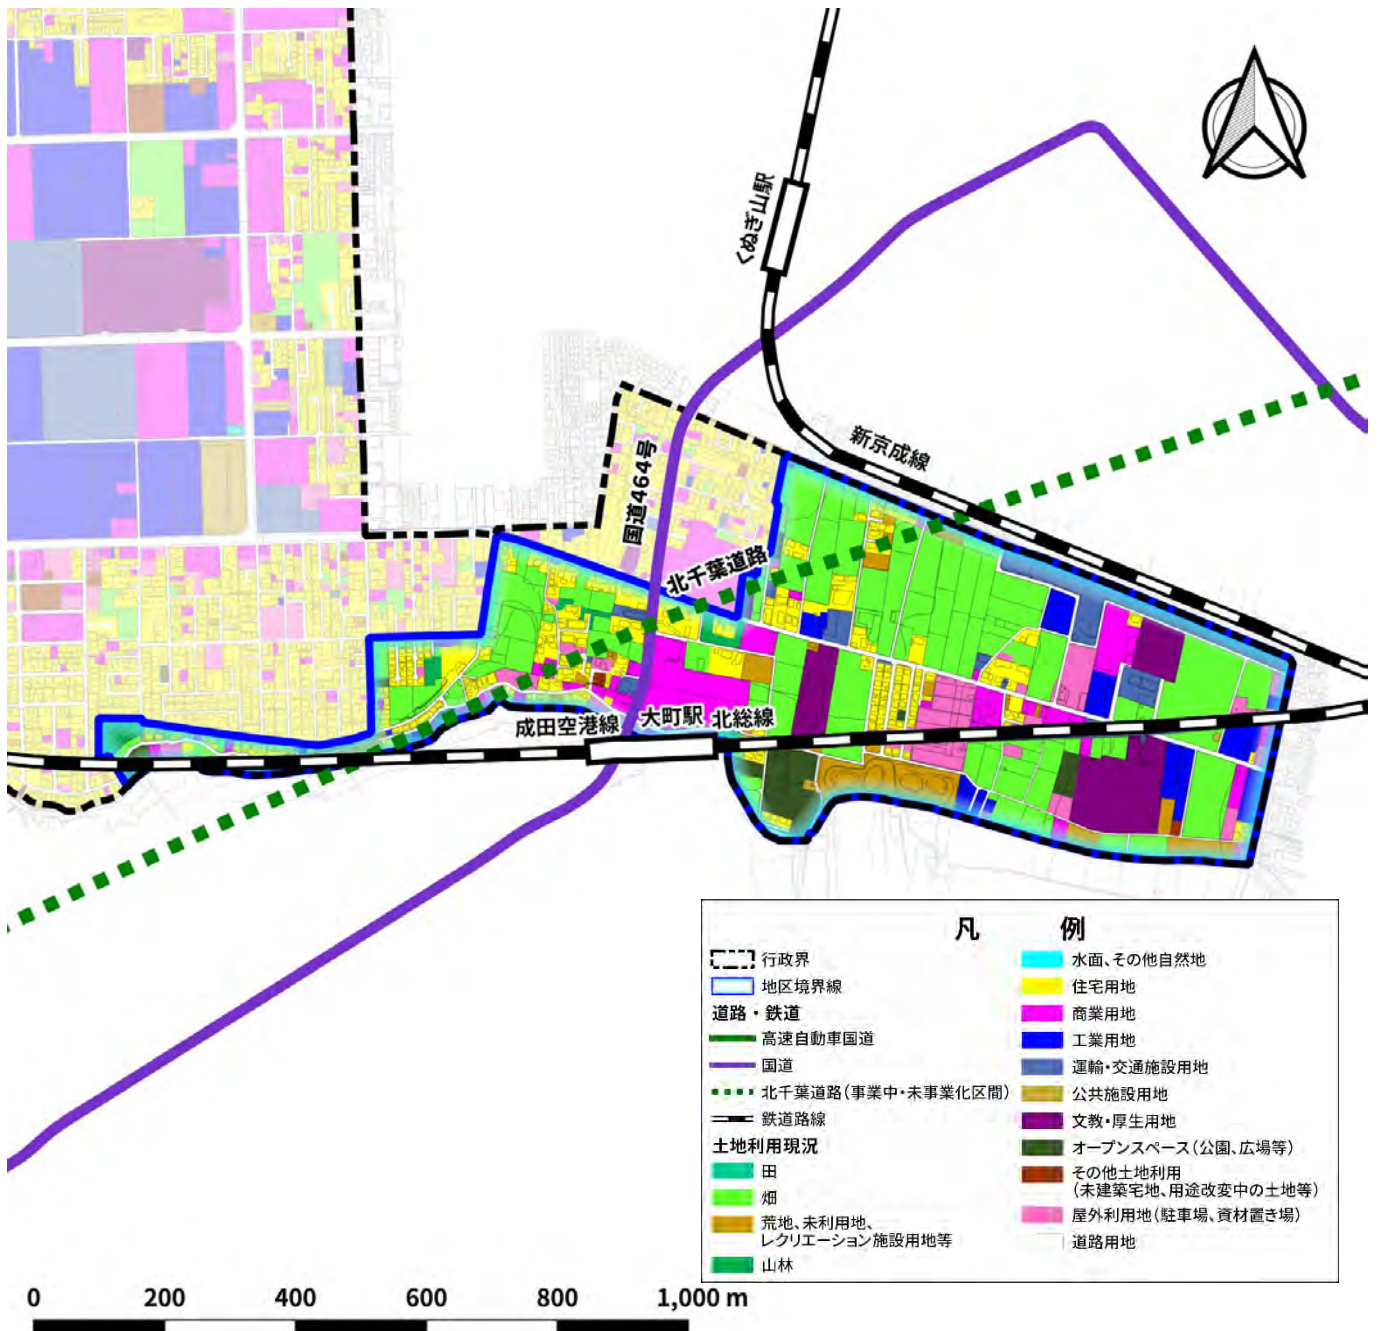 くぬぎ山駅
新京成線
国道464号
北千葉道路
成田空港線
大町駅
北総線
凡 例
行政界
地区境界線
道路・鉄道
高速自動車国道
国道
北千葉道路(事業中・未事業化区間)
鉄道路線
土地利用現況
田
畑
荒地、未利用地、
レクリエーション施設用地等
山林
水面、その他自然地
住宅用地
商業用地
工業用地
運輸・交通施設用地
公共施設用地
文教・厚生用地
オープンスペース(公園、広場等)
その他土地利用
(未建築宅地、用途改変中の土地等)
屋外利用地(駐車場、資材置き場)
道路用地
0 200 400 600 800 1,000 m